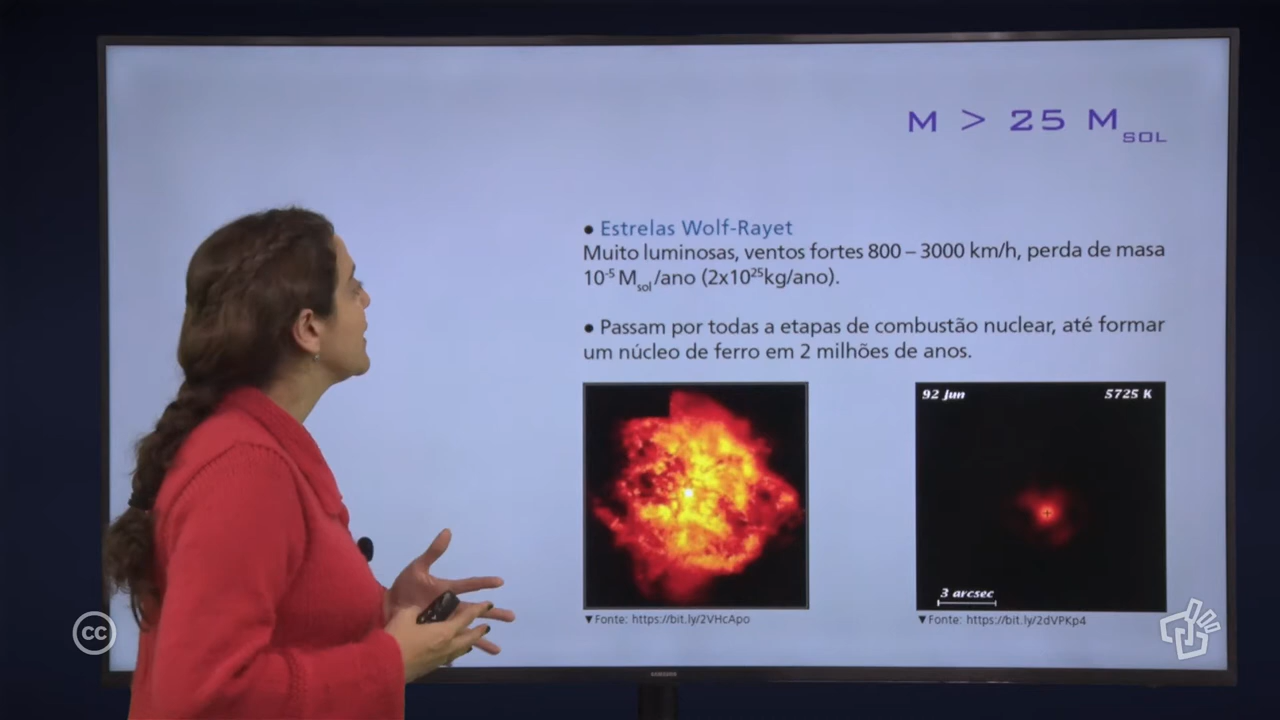 M > 25 M SOL
● Estrelas Wolf-Rayet
Muito luminosas, ventos fortes 800 – 3000 km/h, perda de masa
10⁻⁵ Msol/ano (2x10²⁵kg/ano).
● Passam por todas a etapas de combustão nuclear, até formar
um núcleo de ferro em 2 milhões de anos.
92 Jun 5725 K
3 arcsec
▼Fonte: https://bit.ly/2VHcApo
▼Fonte: https://bit.ly/2dVPKp4
cc
SAMSUNG